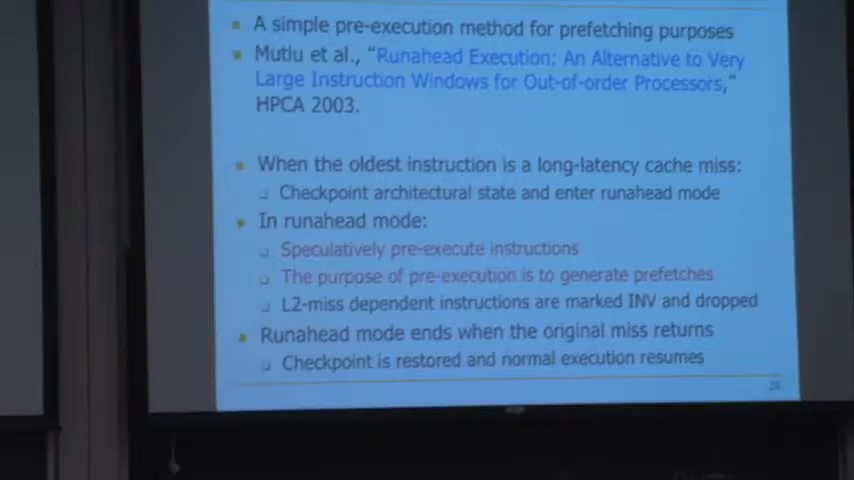 A simple pre-execution method for prefetching purposes
Mutlu et al., “Runahead Execution: An Alternative to Very
Large Instruction Windows for Out-of-order Processors,”
HPCA 2003.
When the oldest instruction is a long-latency cache miss:
Checkpoint architectural state and enter runahead mode
In runahead mode:
Speculatively pre-execute instructions
The purpose of pre-execution is to generate prefetches
L2-miss dependent instructions are marked INV and dropped
Runahead mode ends when the original miss returns
Checkpoint is restored and normal execution resumes